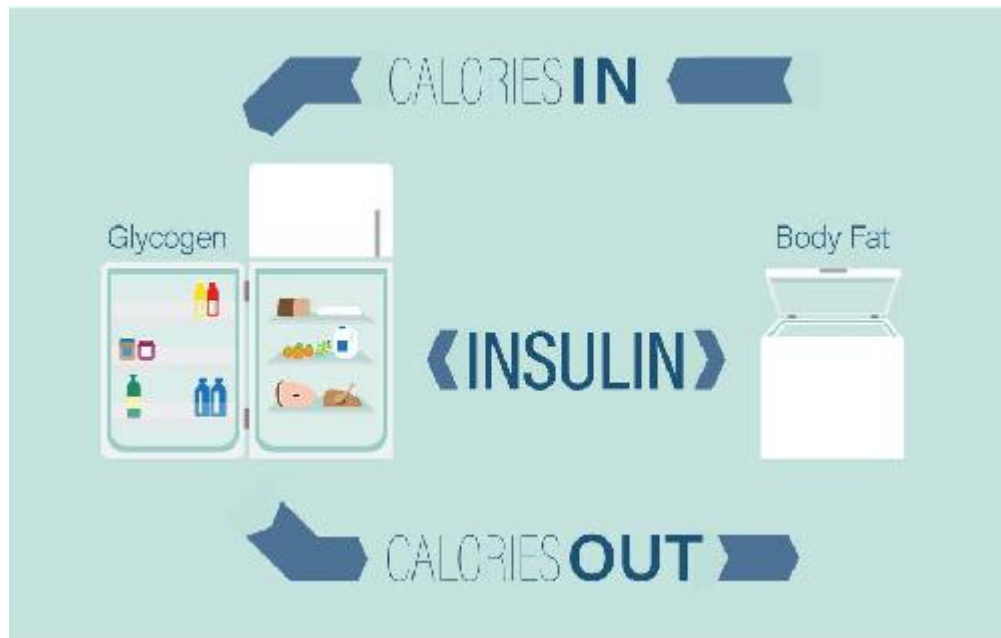 CALORIES IN
Glycogen
Body Fat
INSULIN
CALORIES OUT